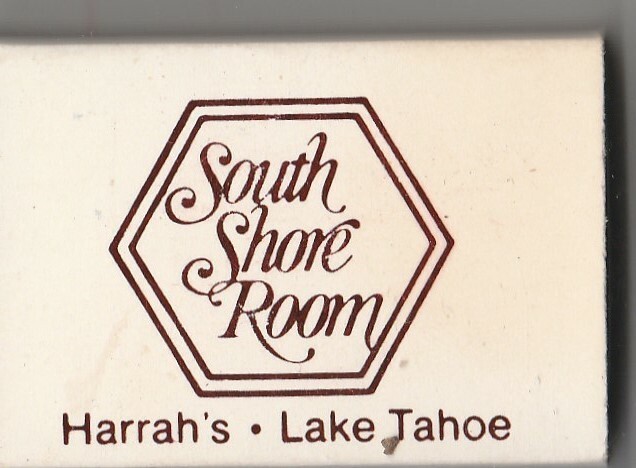 South
Shore
Room
Harrah's • Lake Tahoe